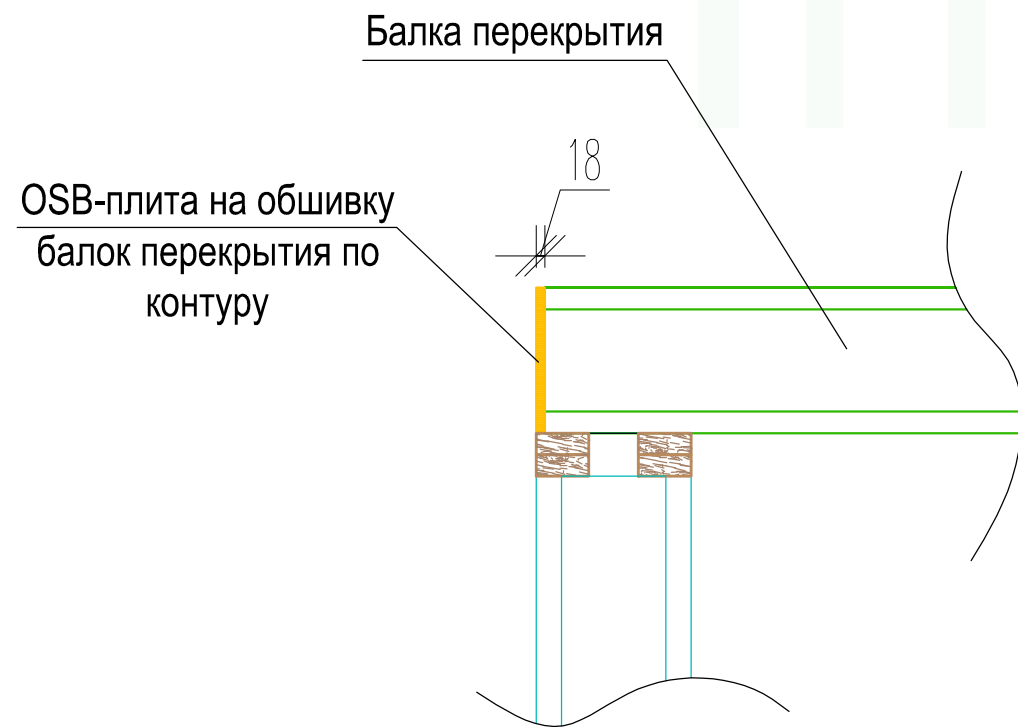 Балка перекрытия
18
OSB-плита на обшивку
балок перекрытия по
контуру